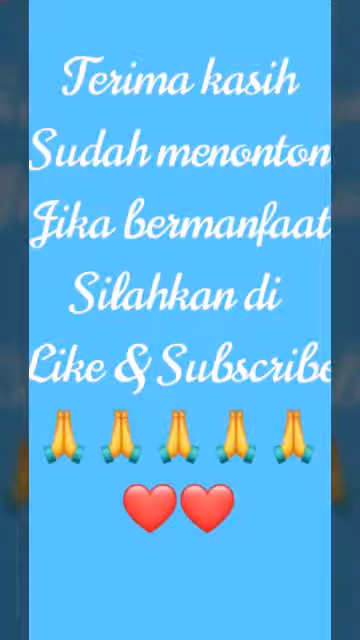 Terima kasih
Sudah menonton
Jika bermanfaat
Silahkan di
Like & Subscribe
🙏🙏🙏🙏🙏
❤️❤️